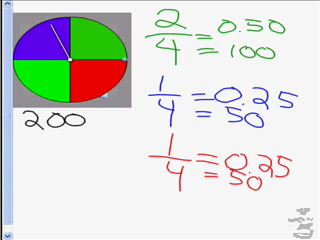 200
2/4 = 0.50
= 100
1/4 = 0.25
= 50
1/4 = 0.25
= 50